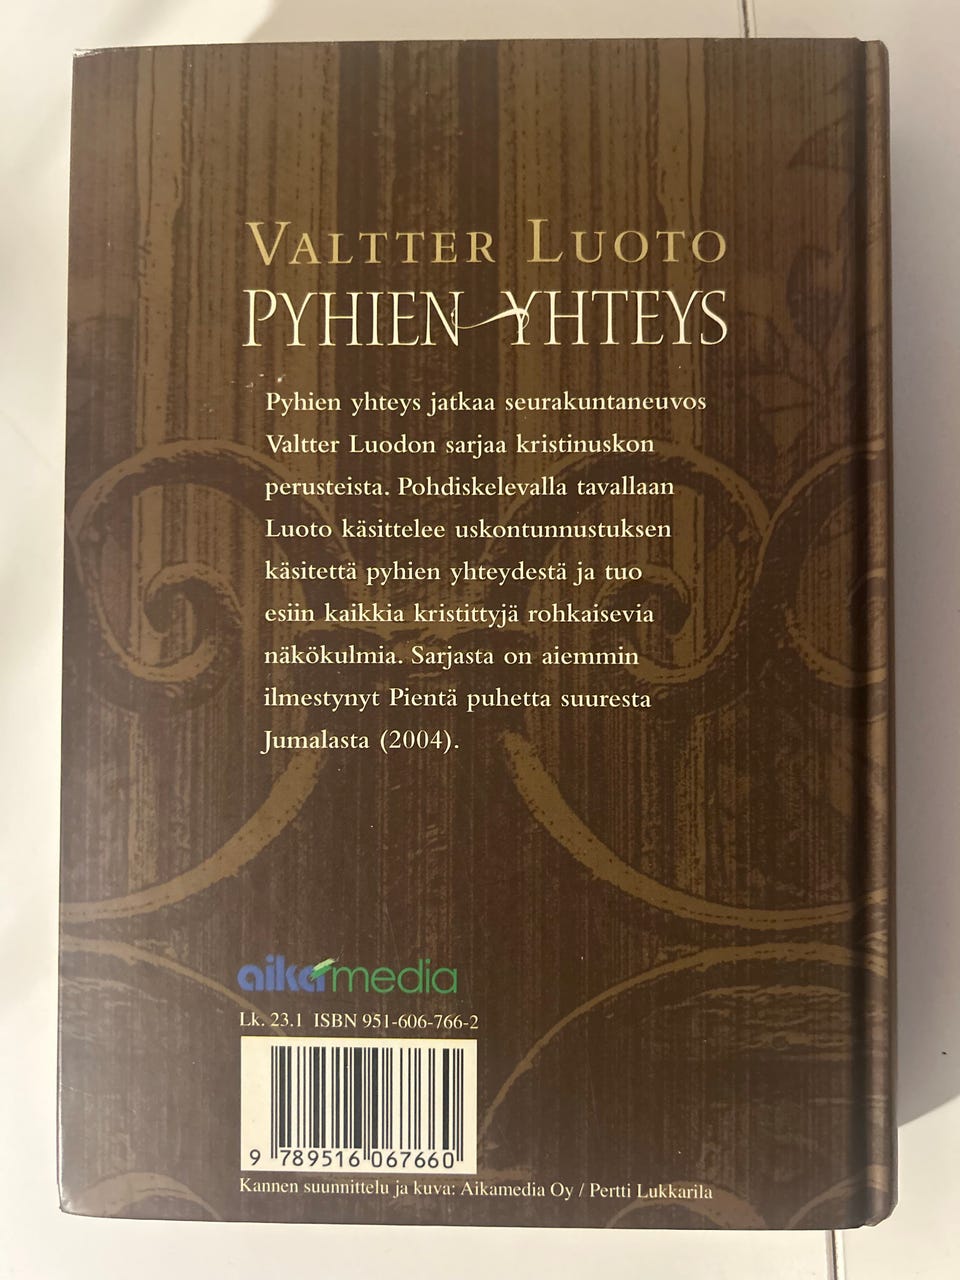 VALTTER LUOTO
PYHIEN YHTEYS
Pyhien yhteys jatkaa seurakuntaneuvos
Valtter Luodon sarjaa kristinuskon
perusteista. Pohdiskelevalla tavallaan
Luoto käsittelee uskontunnustuksen
käsitettä pyhien yhteydestä ja tuo
esiin kaikkia kristittyjä rohkaisevia
näkökulmia. Sarjasta on aiemmin
ilmestynyt Pientä puhetta suuresta
Jumalasta (2004).
aikamedia
Lk. 23.1 ISBN 951-606-766-2
9 789516 067660
Kannen suunnittelu ja kuva: Aikamedia Oy / Pertti Lukkarila